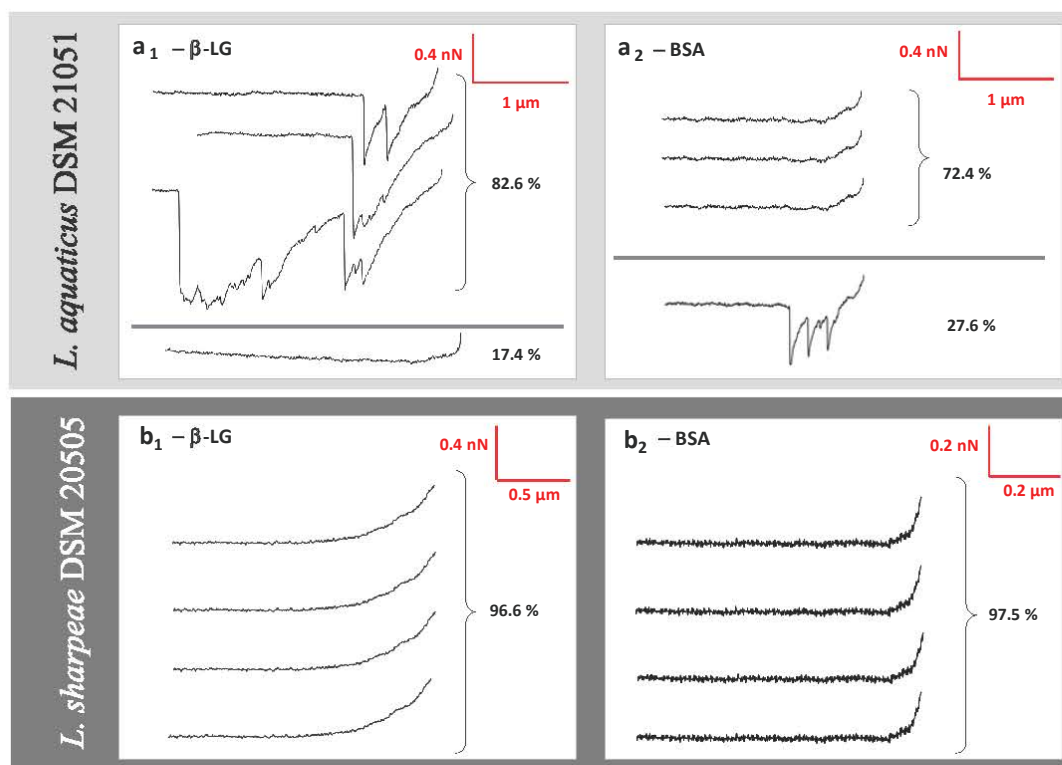 L. aquaticus DSM 21051
a1 – β-LG
0.4 nN
1 µm
82.6 %
17.4 %
a2 – BSA
0.4 nN
1 µm
72.4 %
27.6 %
L. sharpeae DSM 20505
b1 – β-LG
0.4 nN
0.5 µm
96.6 %
b2 – BSA
0.2 nN
0.2 µm
97.5 %